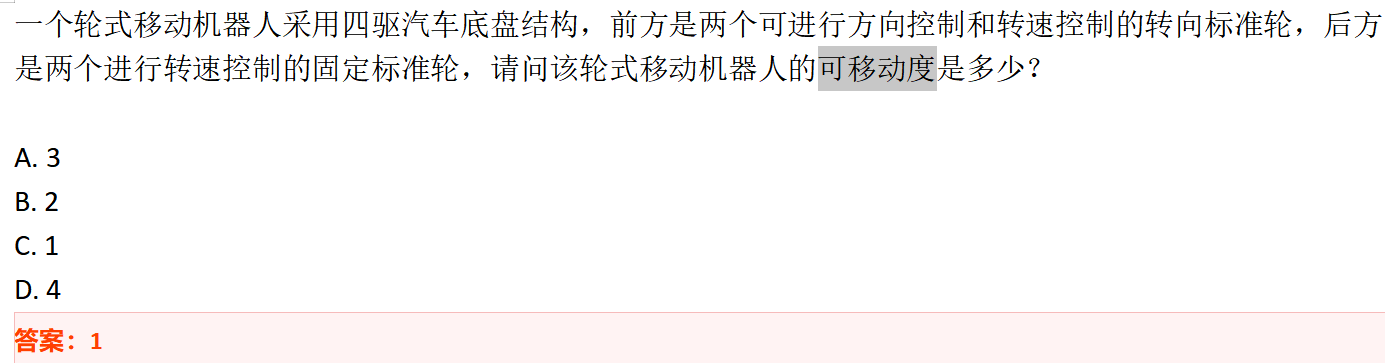 一个轮式移动机器人采用四驱汽车底盘结构，前方是两个可进行方向控制和转速控制的转向标准轮，后方
是两个进行转速控制的固定标准轮，请问该轮式移动机器人的可移动度是多少？
A. 3
B. 2
C. 1
D. 4
答案：1